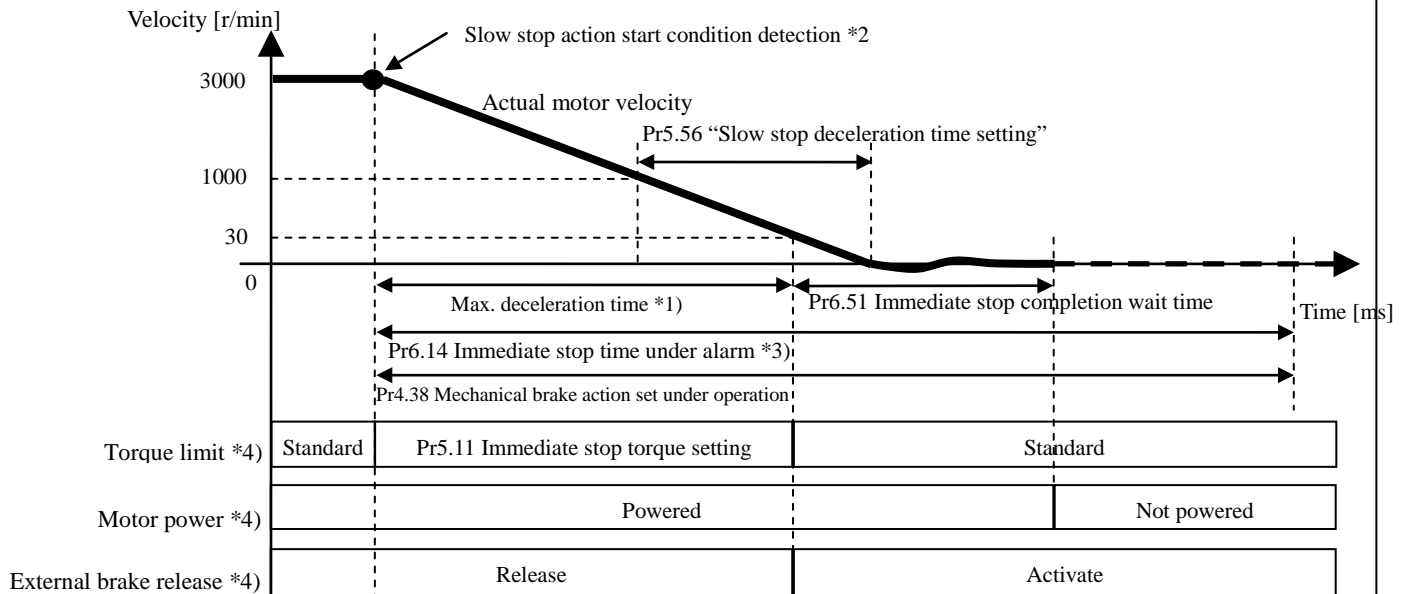 Velocity [r/min]
Slow stop action start condition detection *2
3000
Actual motor velocity
Pr5.56 “Slow stop deceleration time setting”
1000
30
0
Max. deceleration time *1)
Pr6.51 Immediate stop completion wait time
Time [ms]
Pr6.14 Immediate stop time under alarm *3)
Pr4.38 Mechanical brake action set under operation
Torque limit *4)
Standard
Pr5.11 Immediate stop torque setting
Standard
Motor power *4)
Powered
Not powered
External brake release *4)
Release
Activate